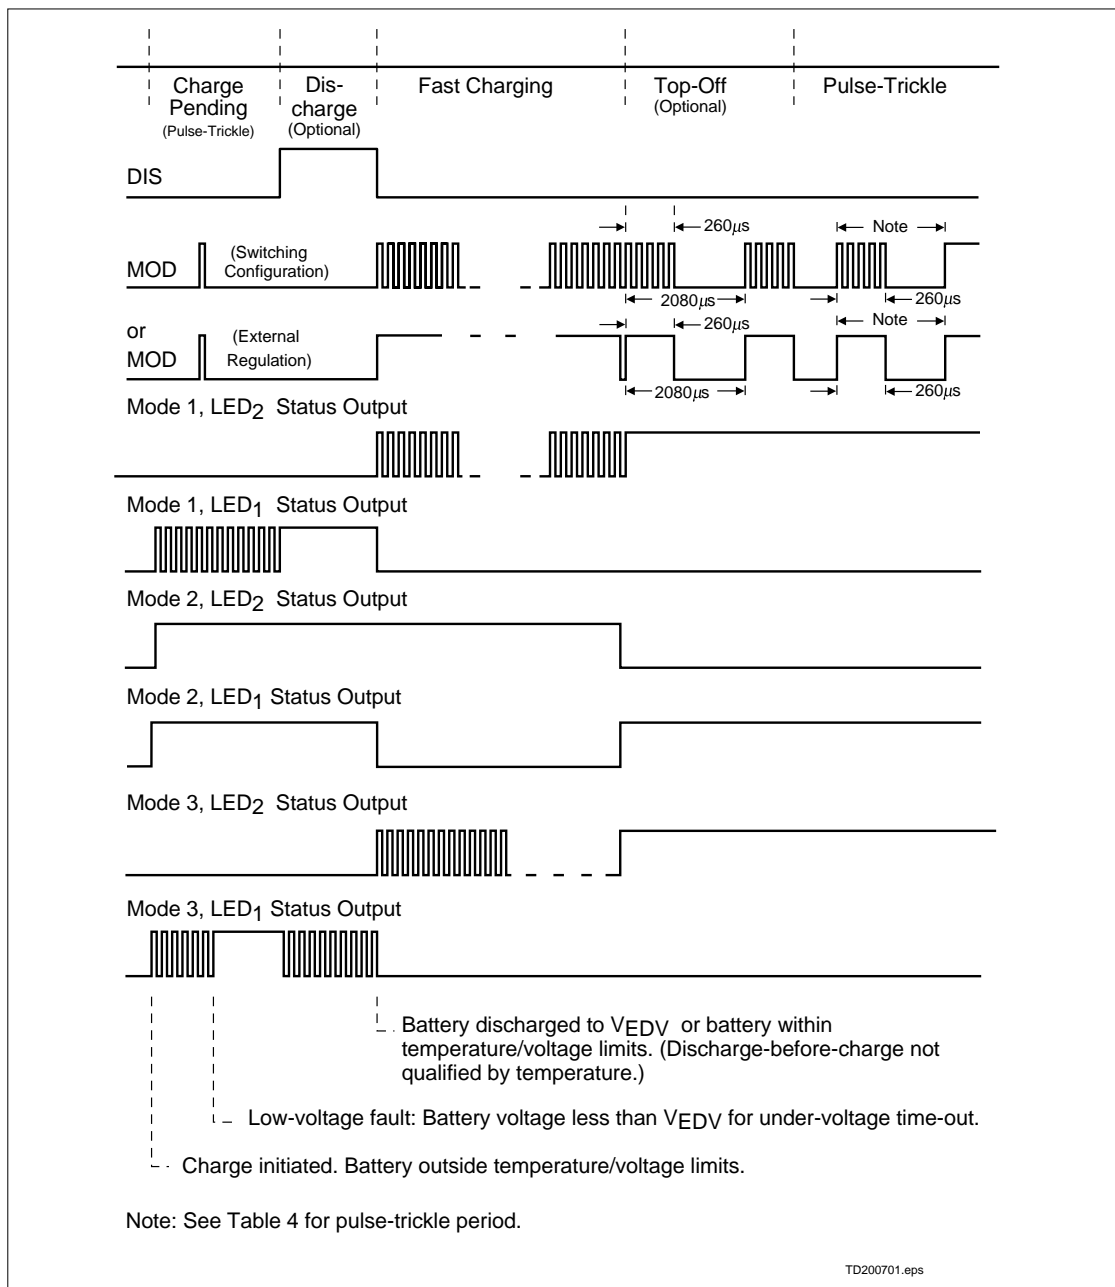 Charge
Pending
(Pulse-Trickle)
Dis-
charge
(Optional)
Fast Charging
Top-Off
(Optional)
Pulse-Trickle
DIS
MOD
(Switching
Configuration)
260µs
Note
2080µs
260µs
or
MOD
(External
Regulation)
260µs
Note
2080µs
260µs
Mode 1, LED2 Status Output
Mode 1, LED1 Status Output
Mode 2, LED2 Status Output
Mode 2, LED1 Status Output
Mode 3, LED2 Status Output
Mode 3, LED1 Status Output
Battery discharged to VEDV or battery within
temperature/voltage limits. (Discharge-before-charge not
qualified by temperature.)
Low-voltage fault: Battery voltage less than VEDV for under-voltage time-out.
Charge initiated. Battery outside temperature/voltage limits.
Note: See Table 4 for pulse-trickle period.
TD200701.eps